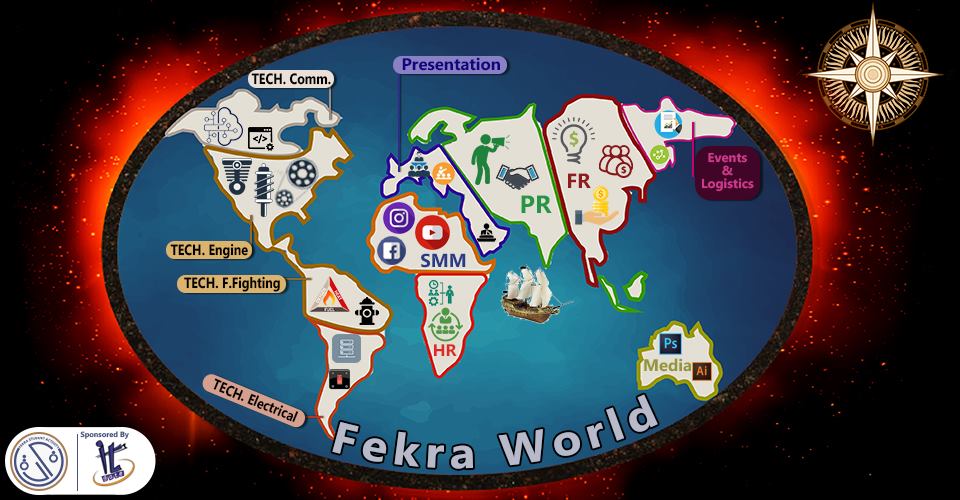 TECH. Comm.
Presentation
Events
&
Logistics
PR
FR
SMM
TECH. Engine
TECH. F.Fighting
FUEL
HR
Ps
Media
Ai
TECH. Electrical
Fekra World
Sponsored By